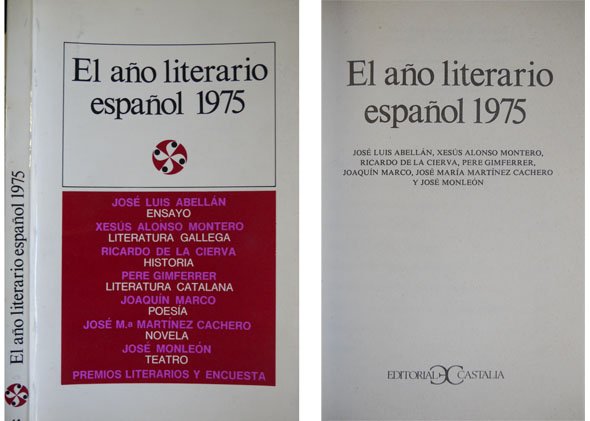 El año literario español 1975
El año literario
español 1975
JOSÉ LUIS ABELLÁN
ENSAYO
XESÚS ALONSO MONTERO
LITERATURA GALLEGA
RICARDO DE LA CIERVA
HISTORIA
PERE GIMFERRER
LITERATURA CATALANA
JOAQUÍN MARCO
POESÍA
JOSÉ M.ª MARTÍNEZ CACHERO
NOVELA
JOSÉ MONLEÓN
TEATRO
PREMIOS LITERARIOS Y ENCUESTA
El año literario
español 1975
JOSÉ LUIS ABELLÁN, XESÚS ALONSO MONTERO,
RICARDO DE LA CIERVA, PERE GIMFERRER,
JOAQUÍN MARCO, JOSÉ MARÍA MARTÍNEZ CACHERO
Y JOSÉ MONLEÓN
EDITORIAL CASTALIA